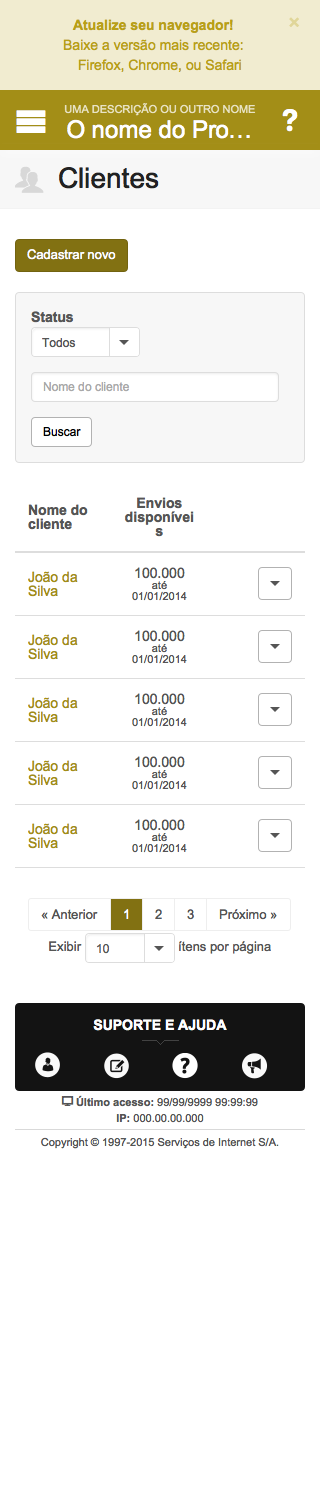 Atualize seu navegador!
×
Baixe a versão mais recente:
Firefox, Chrome, ou Safari
UMA DESCRIÇÃO OU OUTRO NOME
O nome do Pro...
?
Clientes
Cadastrar novo
Status
Todos
Nome do cliente
Buscar
Nome do
cliente
Envios
disponívei
s
João da
Silva
100.000
até
01/01/2014
João da
Silva
100.000
até
01/01/2014
João da
Silva
100.000
até
01/01/2014
João da
Silva
100.000
até
01/01/2014
João da
Silva
100.000
até
01/01/2014
« Anterior 1 2 3 Próximo »
Exibir 10 ítens por página
SUPORTE E AJUDA
?
Último acesso: 99/99/9999 99:99:99
IP: 000.00.00.000
Copyright © 1997-2015 Serviços de Internet S/A.